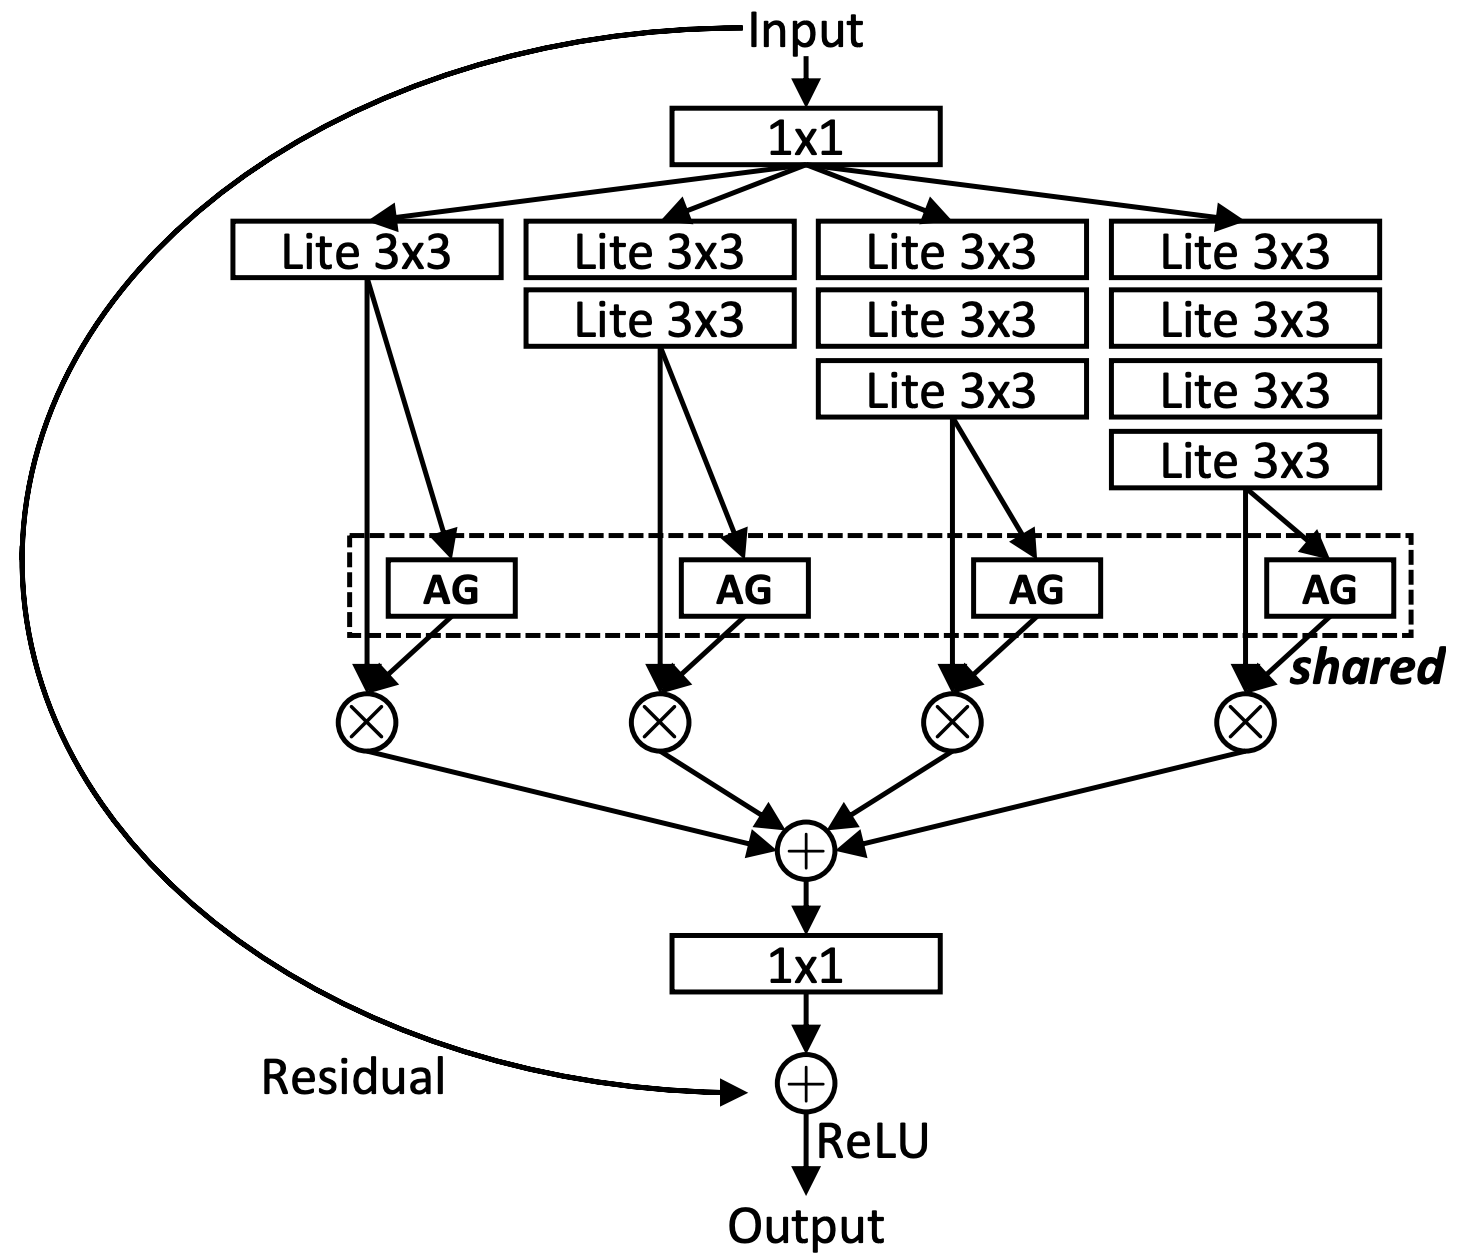 Input
1x1
Lite 3x3 Lite 3x3 Lite 3x3 Lite 3x3
Lite 3x3 Lite 3x3 Lite 3x3
Lite 3x3 Lite 3x3
Lite 3x3
AG AG AG AG
shared
1x1
Residual
ReLU
Output